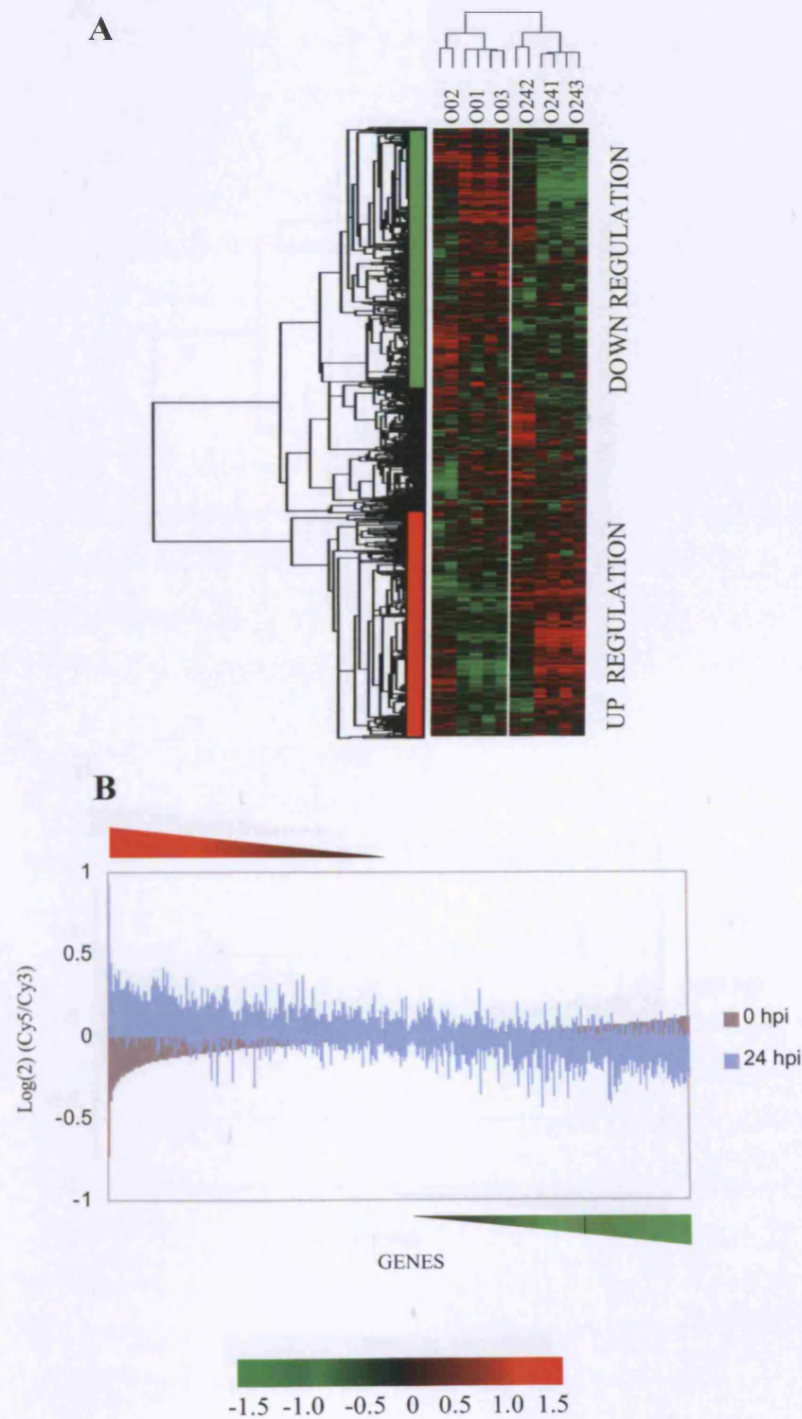 A
O02
O01
O03
O242
O241
O243
DOWN REGULATION
UP REGULATION
B
1
0.5
0
-0.5
-1
Log(2) (Cy5/Cy3)
0 hpi
24 hpi
GENES
-1.5 -1.0 -0.5 0 0.5 1.0 1.5